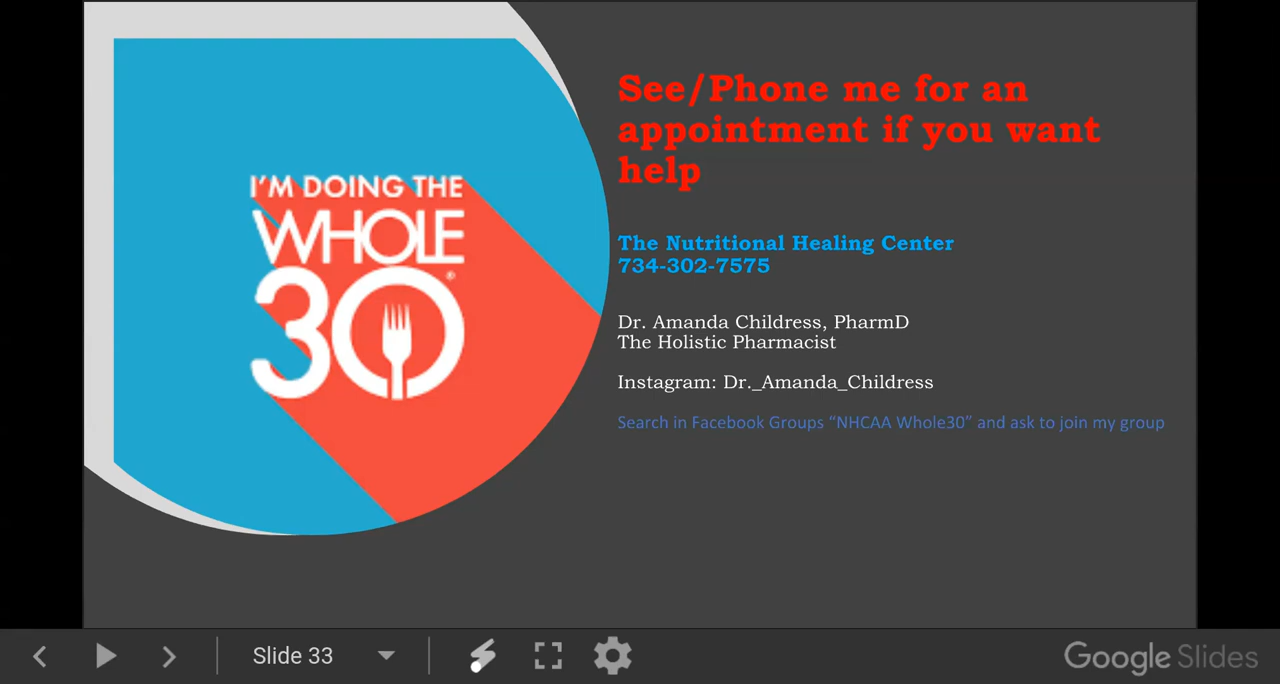 I'M DOING THE
WHOLE
30®
See/Phone me for an
appointment if you want
help
The Nutritional Healing Center
734-302-7575
Dr. Amanda Childress, PharmD
The Holistic Pharmacist
Instagram: Dr._Amanda_Childress
Search in Facebook Groups “NHCAA Whole30” and ask to join my group
Slide 33
Google Slides